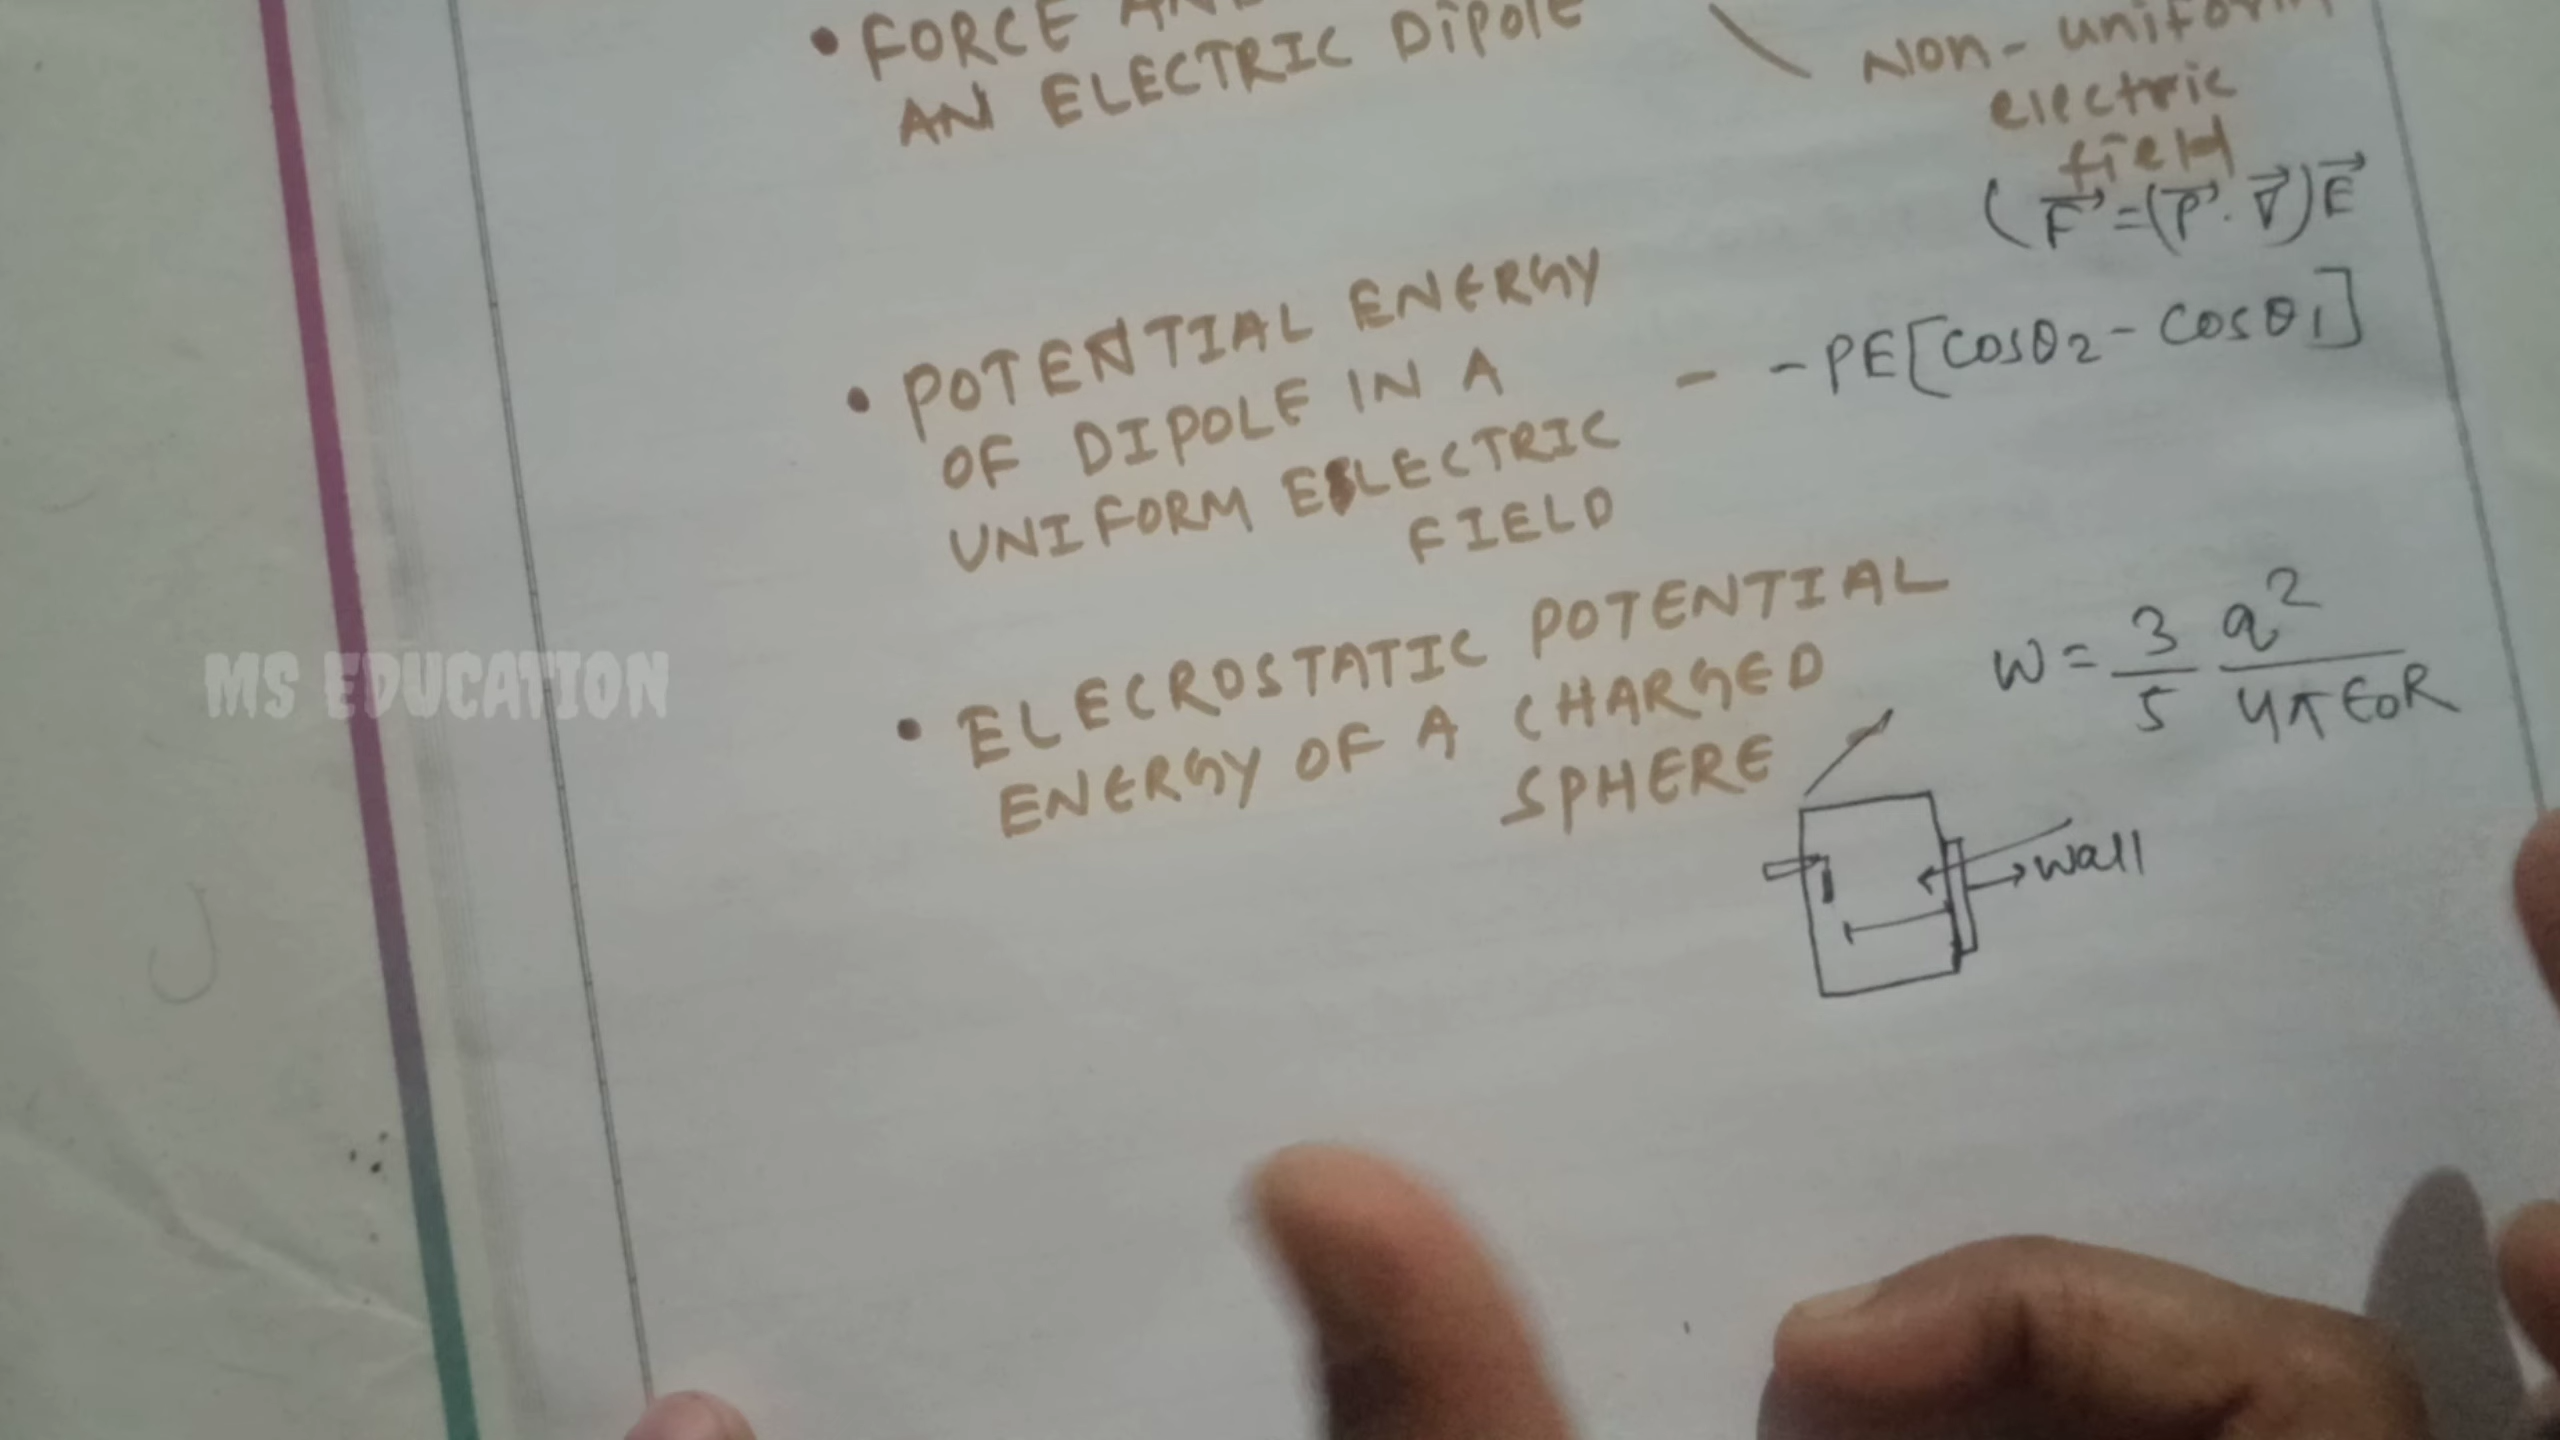 • FORCE AND
AN ELECTRIC Dipole
Non-uniform
electric
field
(F⃗ = (P⃗ · ∇⃗)E⃗
• POTENTIAL ENERGY
OF DIPOLE IN A
UNIFORM ELECTRIC
FIELD
- -PE[cosθ2 - cosθ1]
• ELECROSTATIC POTENTIAL
ENERGY OF A CHARGED
SPHERE
W = 3/5 q²/4πϵ0R
wall
MS EDUCATION